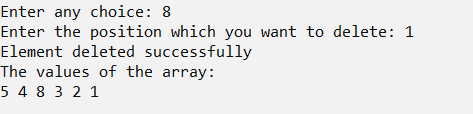 Enter any choice: 8
Enter the position which you want to delete: 1
Element deleted successfully
The values of the array:
5 4 8 3 2 1